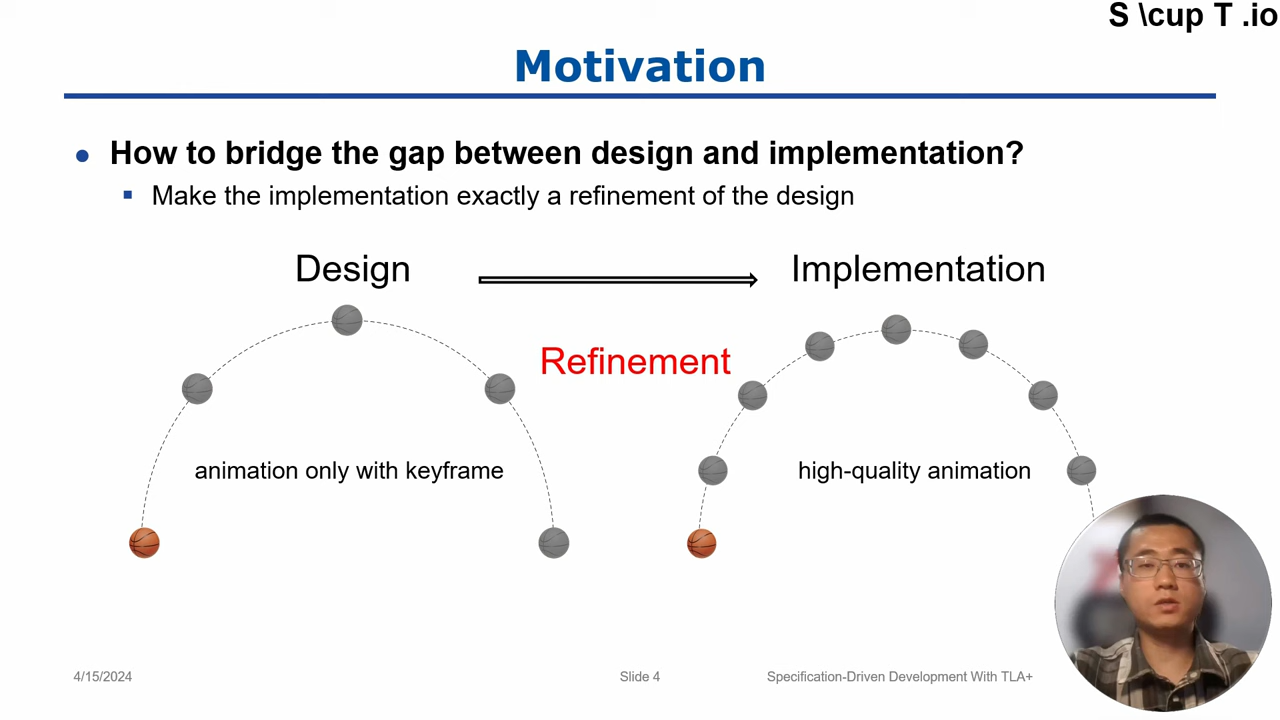 S \cup T .io
Motivation
How to bridge the gap between design and implementation?
Make the implementation exactly a refinement of the design
Design
Implementation
Refinement
animation only with keyframe
high-quality animation
4/15/2024
Slide 4
Specification-Driven Development With TLA+